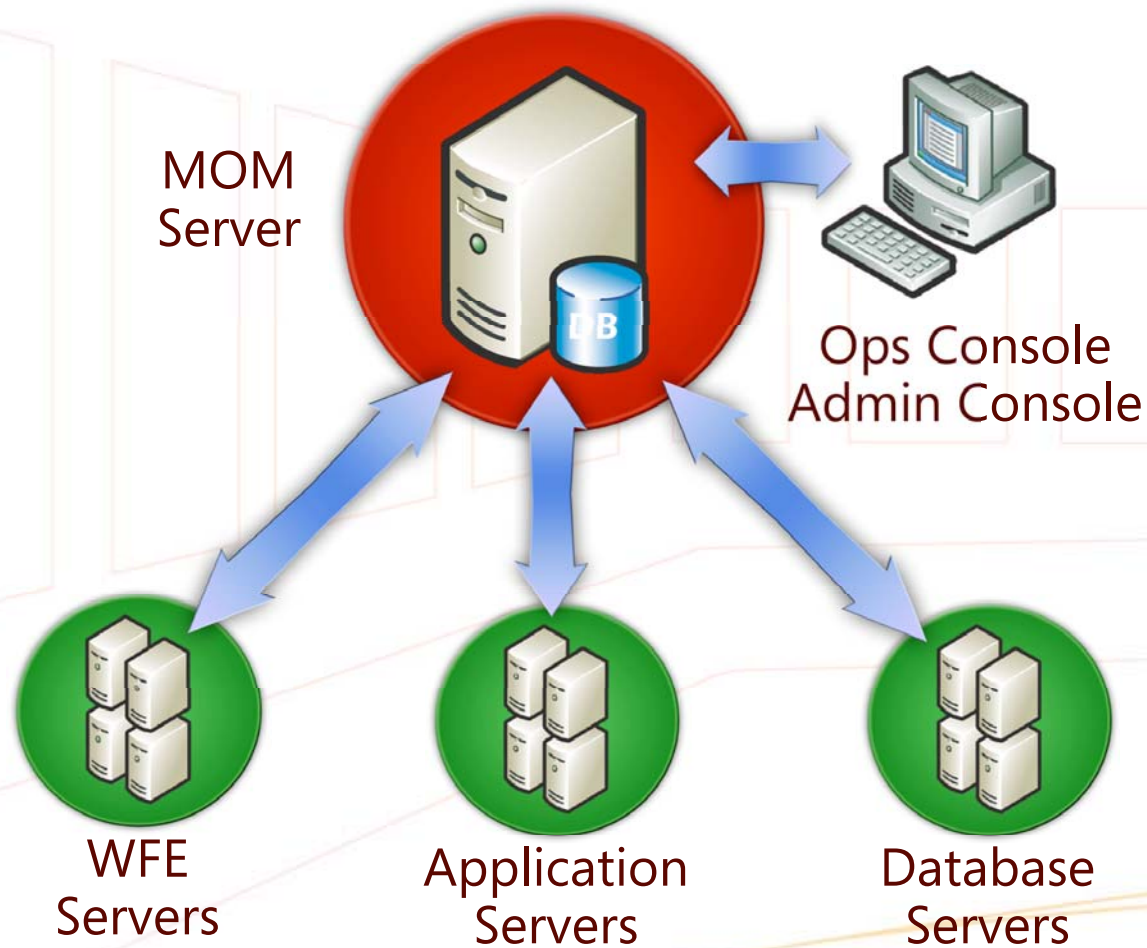 MOM
Server
DB
Ops Console
Admin Console
WFE
Servers
Application
Servers
Database
Servers